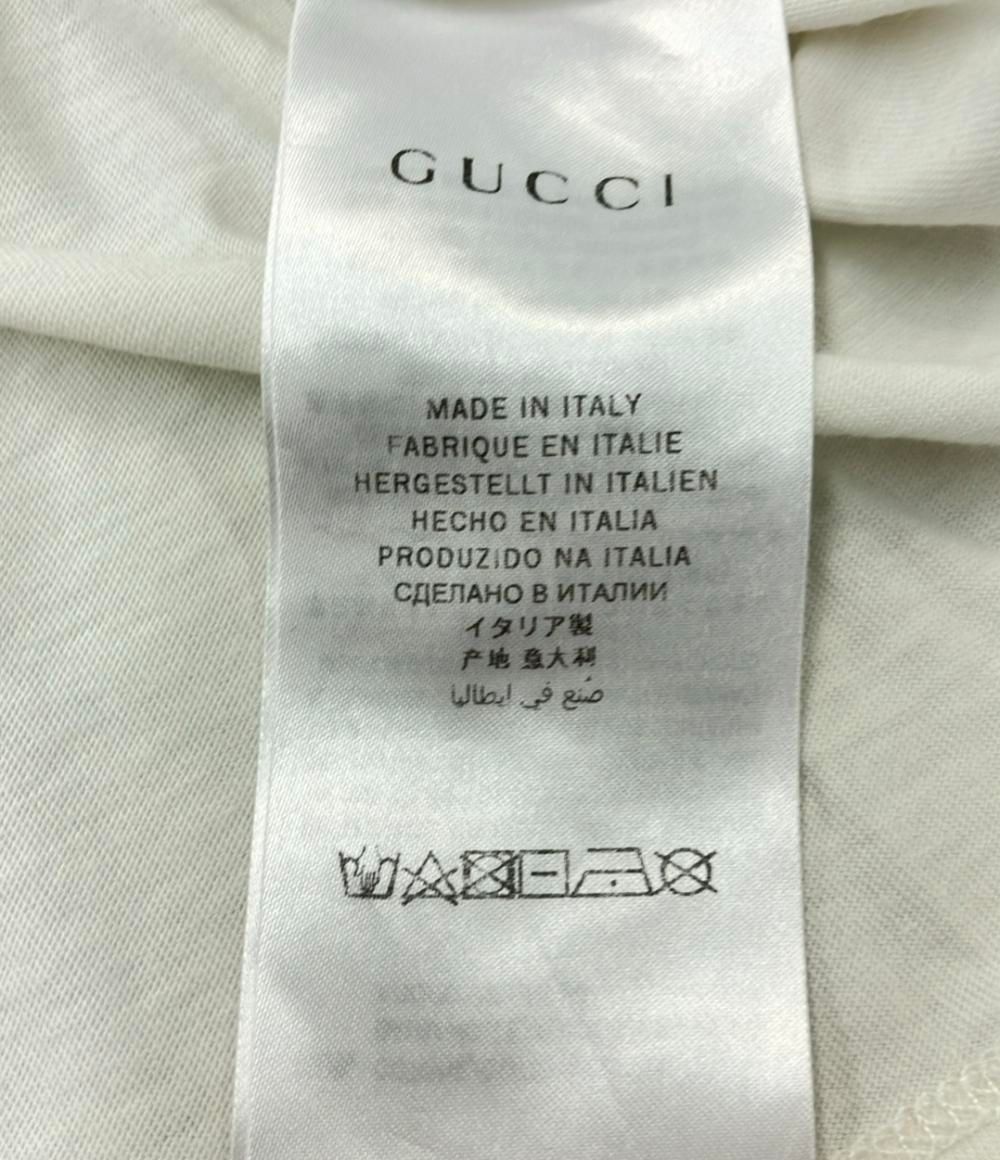 GUCCI
MADE IN ITALY
FABRIQUE EN ITALIE
HERGESTELLT IN ITALIEN
HECHO EN ITALIA
PRODUZIDO NA ITALIA
СДЕЛАНО В ИТАЛИИ
イタリア製
产地 意大利
صُنع في ايطاليا